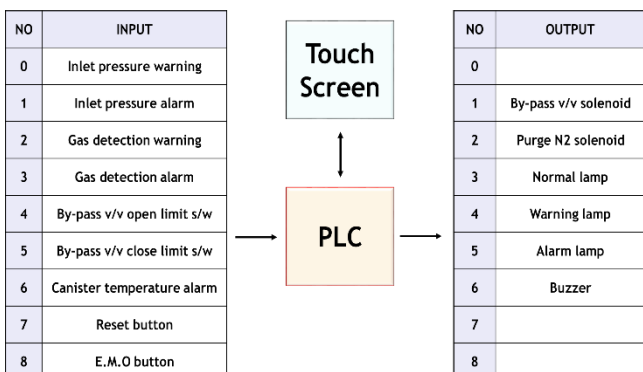 NO INPUT
0 Inlet pressure warning
1 Inlet pressure alarm
2 Gas detection warning
3 Gas detection alarm
4 By-pass v/v open limit s/w
5 By-pass v/v close limit s/w
6 Canister temperature alarm
7 Reset button
8 E.M.O button
Touch
Screen
PLC
NO OUTPUT
0
1 By-pass v/v solenoid
2 Purge N2 solenoid
3 Normal lamp
4 Warning lamp
5 Alarm lamp
6 Buzzer
7
8